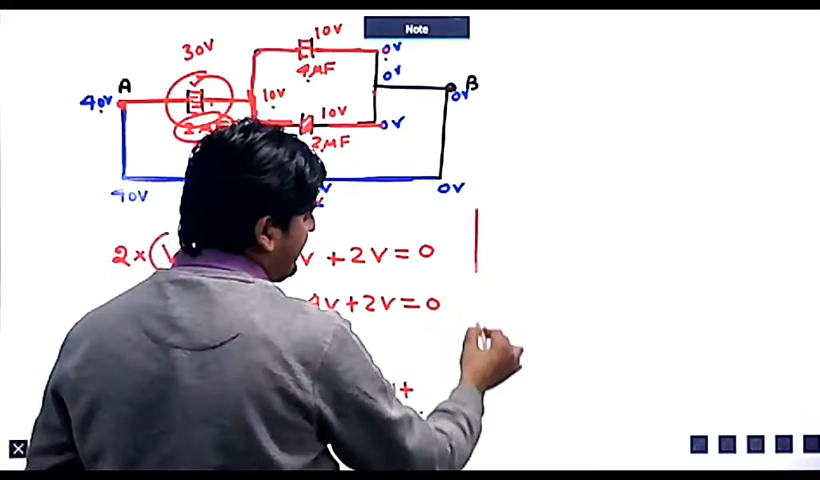 Note
30V
10V
0V
4μF
0V
A
B
40V
10V
10V
0V
0V
2μF
40V
0V
2×(V
V + 2V = 0
4V + 2V = 0